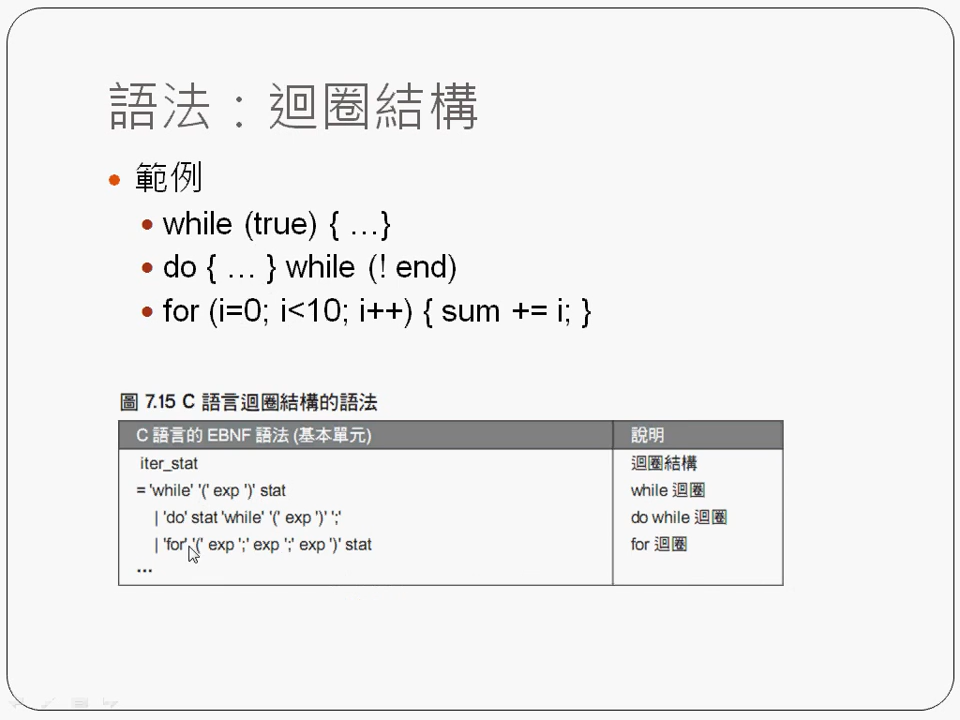 語法：迴圈結構
範例
while (true) { …}
do { … } while (! end)
for (i=0; i<10; i++) { sum += i; }
圖 7.15 C 語言迴圈結構的語法
C 語言的 EBNF 語法 (基本單元) 說明
iter_stat 迴圈結構
= 'while' '(' exp ')' stat while 迴圈
| 'do' stat 'while' '(' exp ')' ';' do while 迴圈
| 'for' '(' exp ';' exp ';' exp ')' stat for 迴圈
...